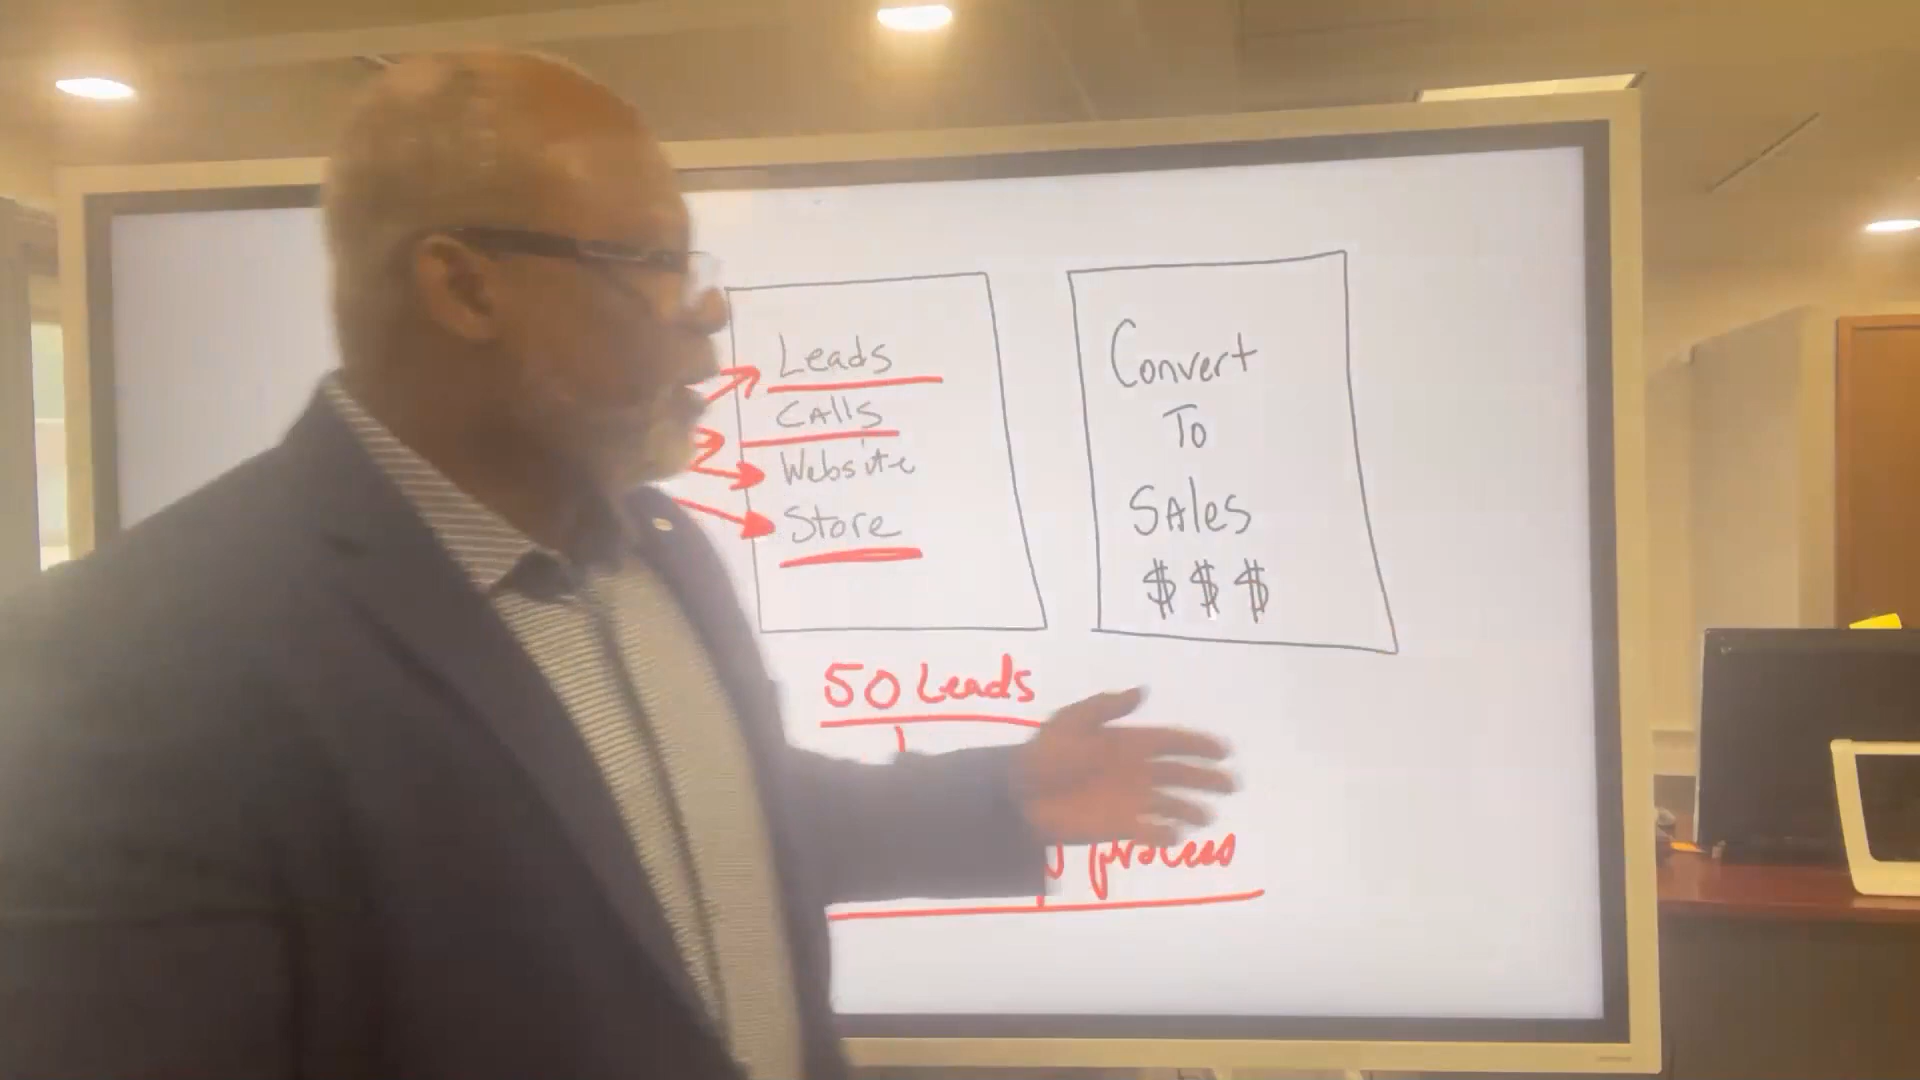 Leads
CAlls
Website
Store
Convert
To
SAles
$ $ $
50 Leads
process